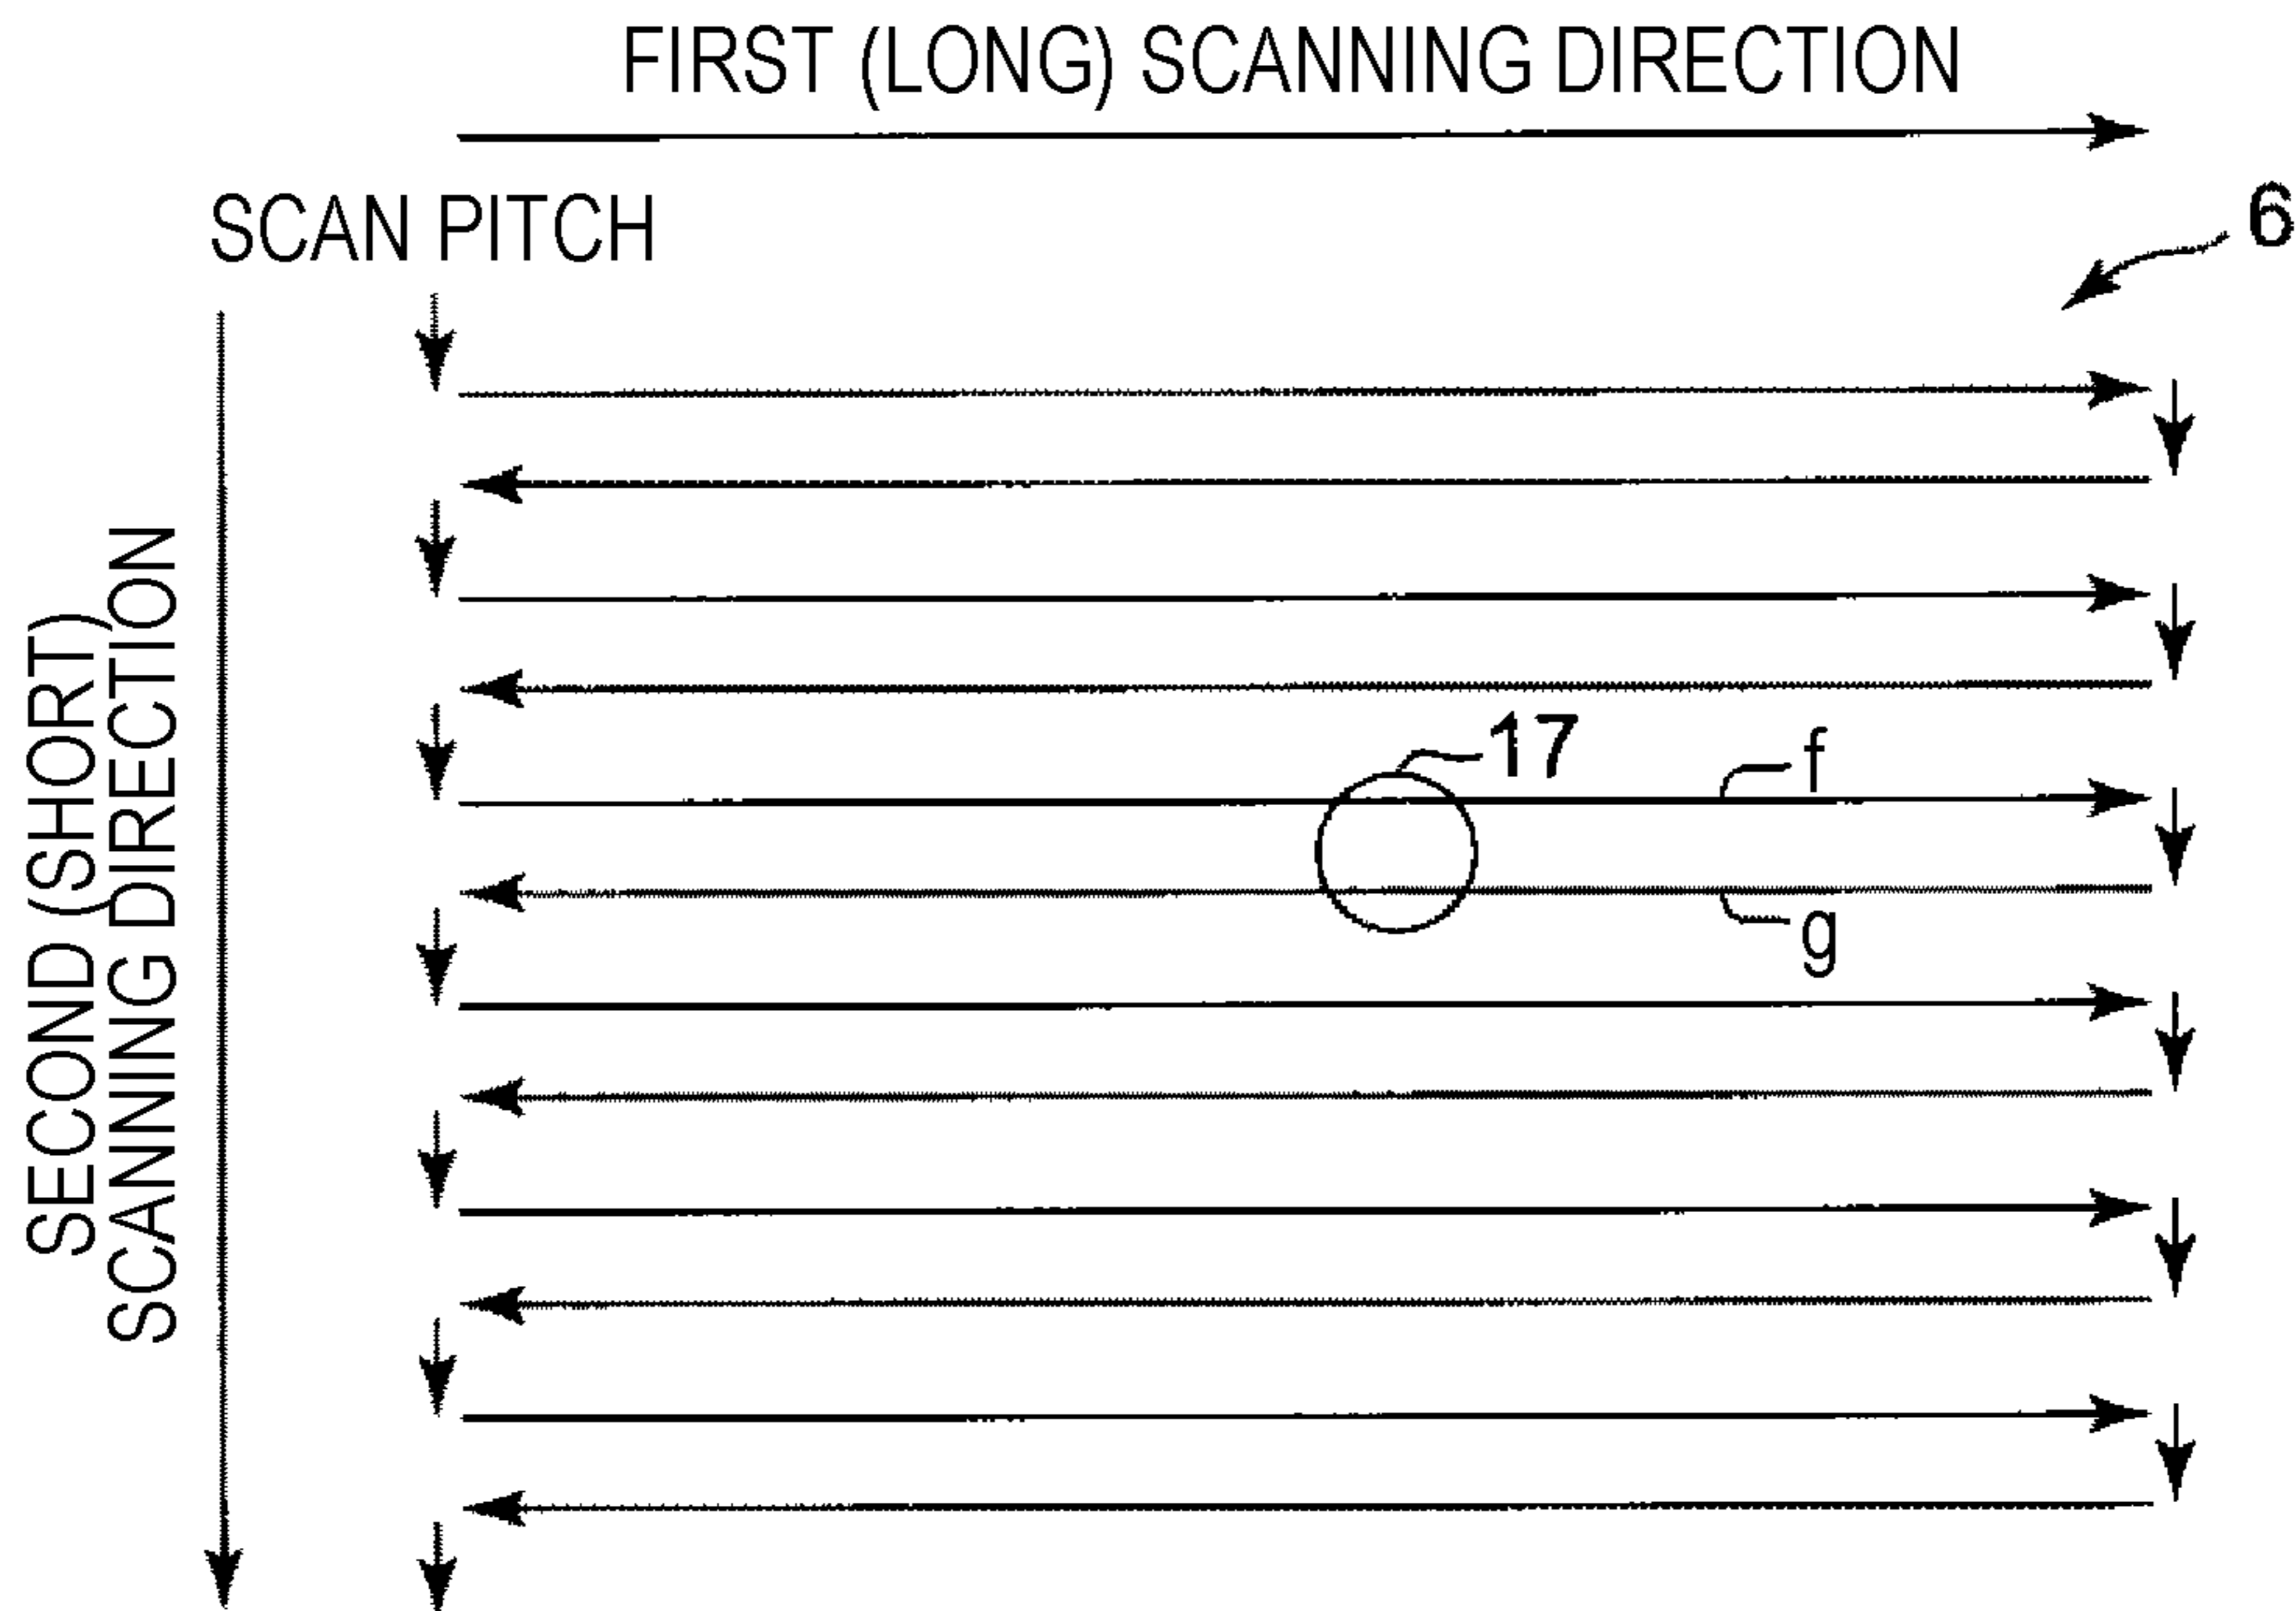 FIRST (LONG) SCANNING DIRECTION
SCAN PITCH
6
SECOND (SHORT)
SCANNING DIRECTION
17
f
g